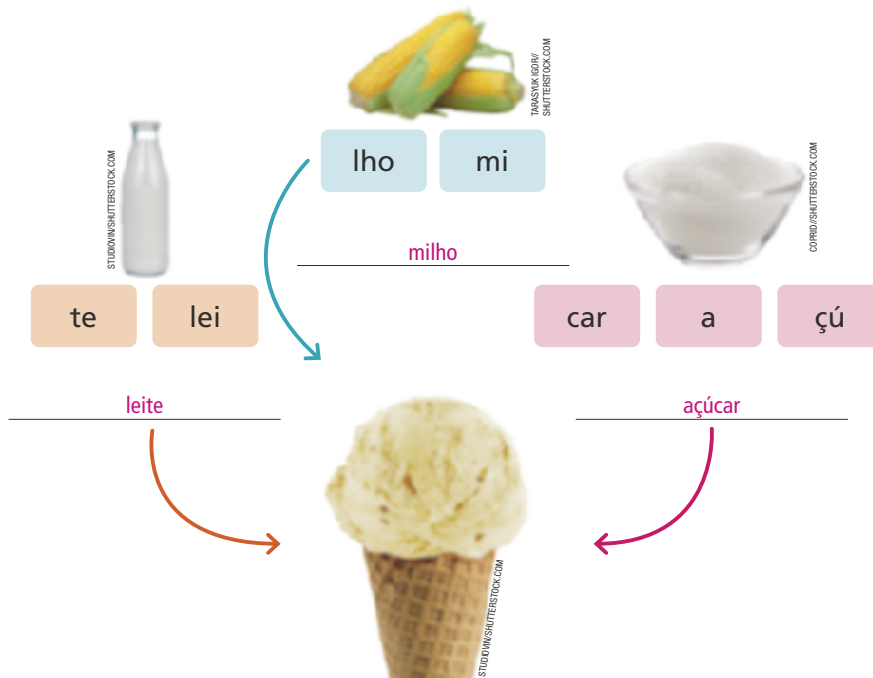 TARASYUK IGOR//
SHUTTERSTOCK.COM
lho mi
milho
STUDIOVIN/SHUTTERSTOCK.COM
te lei
leite
COPRID//SHUTTERSTOCK.COM
car a çú
açúcar
STUDIOVIN/SHUTTERSTOCK.COM